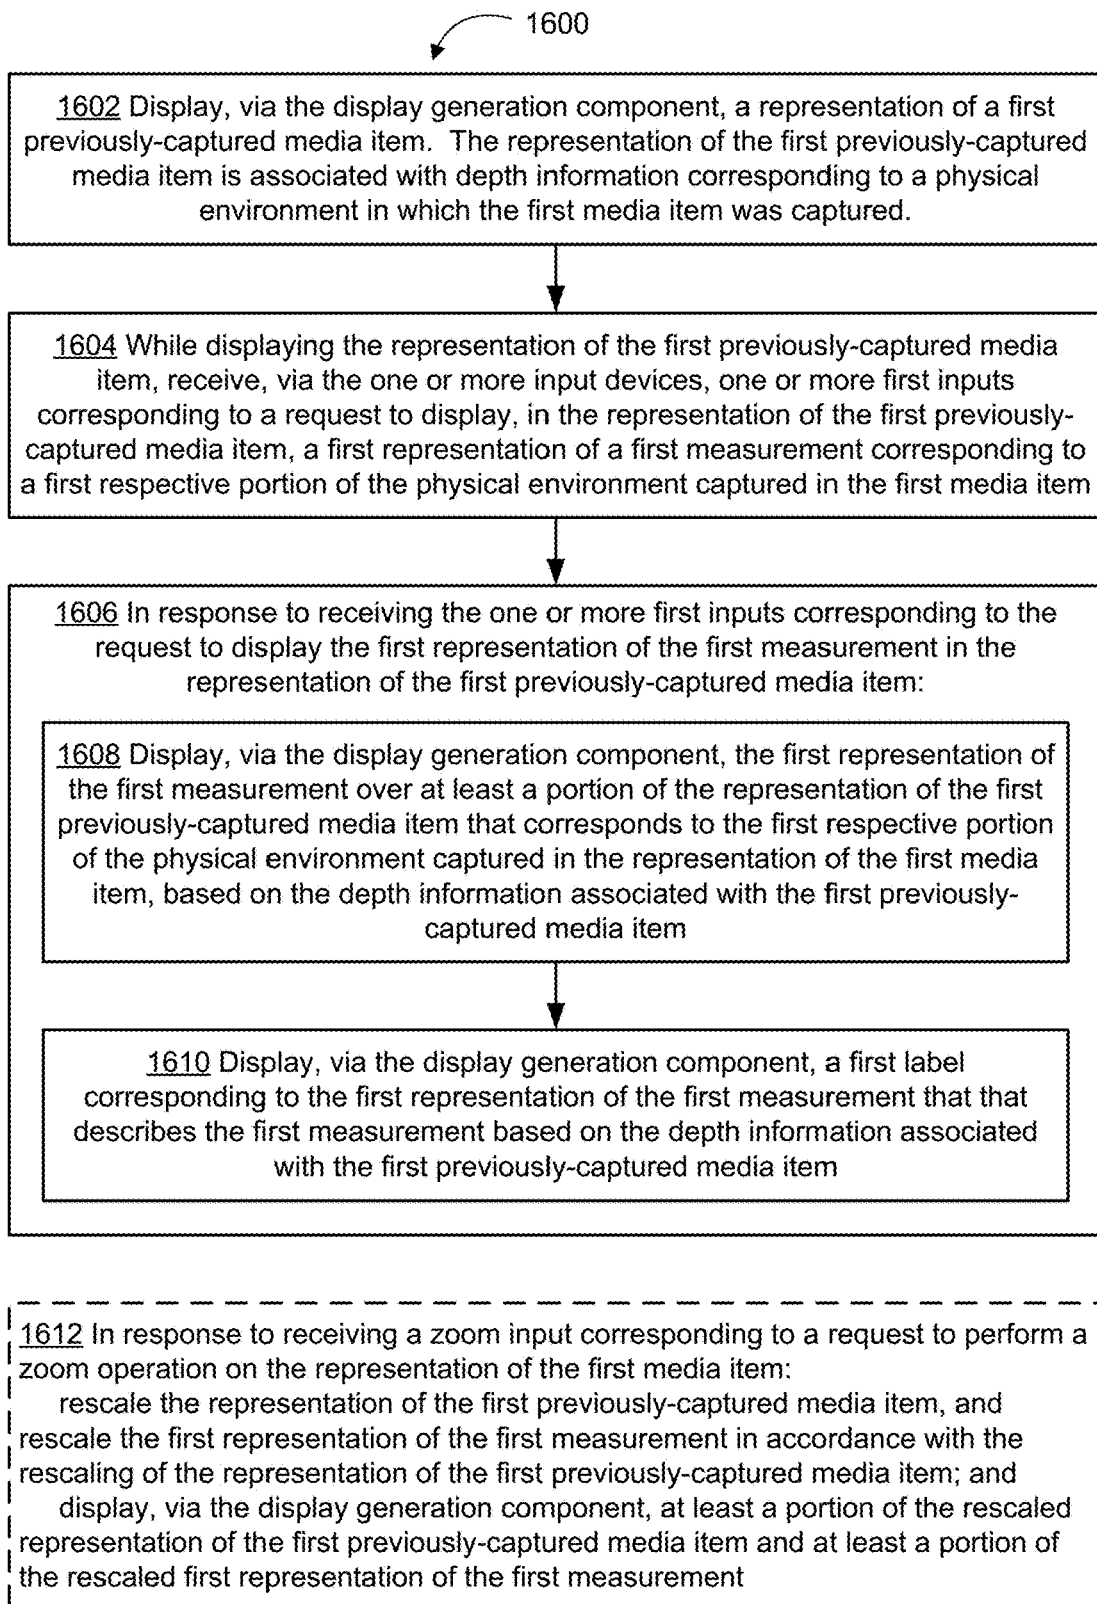 1600
1602 Display, via the display generation component, a representation of a first
previously-captured media item.  The representation of the first previously-captured
media item is associated with depth information corresponding to a physical
environment in which the first media item was captured.
1604 While displaying the representation of the first previously-captured media
item, receive, via the one or more input devices, one or more first inputs
corresponding to a request to display, in the representation of the first previously-
captured media item, a first representation of a first measurement corresponding to
a first respective portion of the physical environment captured in the first media item
1606 In response to receiving the one or more first inputs corresponding to the
request to display the first representation of the first measurement in the
representation of the first previously-captured media item:
1608 Display, via the display generation component, the first representation of
the first measurement over at least a portion of the representation of the first
previously-captured media item that corresponds to the first respective portion
of the physical environment captured in the representation of the first media
item, based on the depth information associated with the first previously-
captured media item
1610 Display, via the display generation component, a first label
corresponding to the first representation of the first measurement that that
describes the first measurement based on the depth information associated
with the first previously-captured media item
1612 In response to receiving a zoom input corresponding to a request to perform a
zoom operation on the representation of the first media item:
rescale the representation of the first previously-captured media item, and
rescale the first representation of the first measurement in accordance with the
rescaling of the representation of the first previously-captured media item; and
display, via the display generation component, at least a portion of the rescaled
representation of the first previously-captured media item and at least a portion of
the rescaled first representation of the first measurement